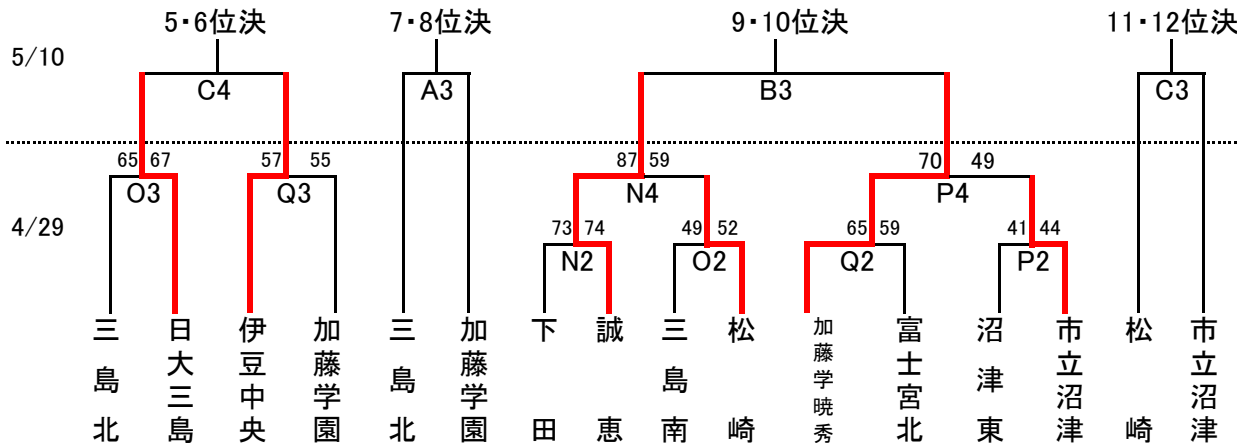 5・6位決
7・8位決
9・10位決
11・12位決
5/10
C4
A3
B3
C3
65 67
57 55
87 59
70 49
O3
Q3
N4
P4
4/29
73 74
49 52
65 59
41 44
N2
O2
Q2
P2
三島北
日大三島
伊豆中央
加藤学園
三島北
加藤学園
下田
誠恵
三島南
松崎
加藤学暁秀
富士宮北
沼津東
市立沼津
松崎
市立沼津